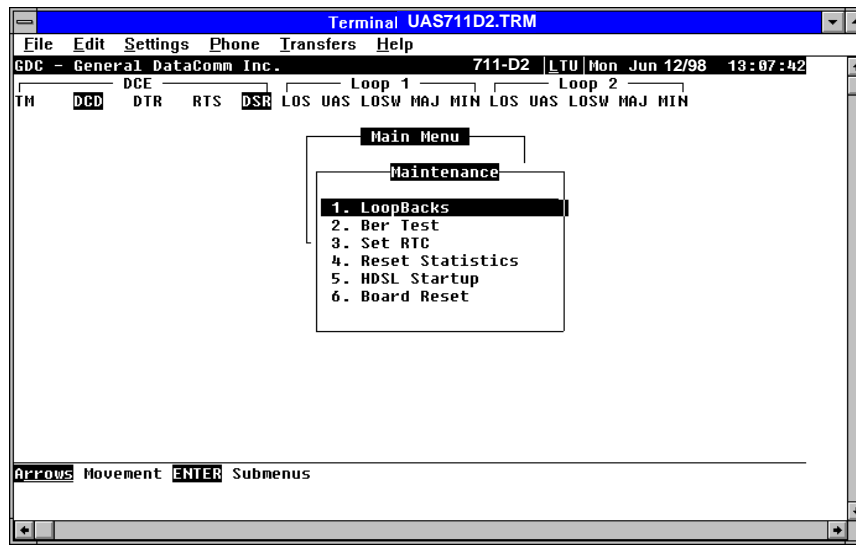 Terminal UAS711D2.TRM
File Edit Settings Phone Transfers Help
GDC - General DataComm Inc. 711-D2 LTU Mon Jun 12/98 13:07:42
DCE Loop 1 Loop 2
TM DCD DTR RTS DSR LOS UAS LOSW MAJ MIN LOS UAS LOSW MAJ MIN
Main Menu
Maintenance
1. LoopBacks
2. Ber Test
3. Set RTC
4. Reset Statistics
5. HDSL Startup
6. Board Reset
Arrows Movement ENTER Submenus